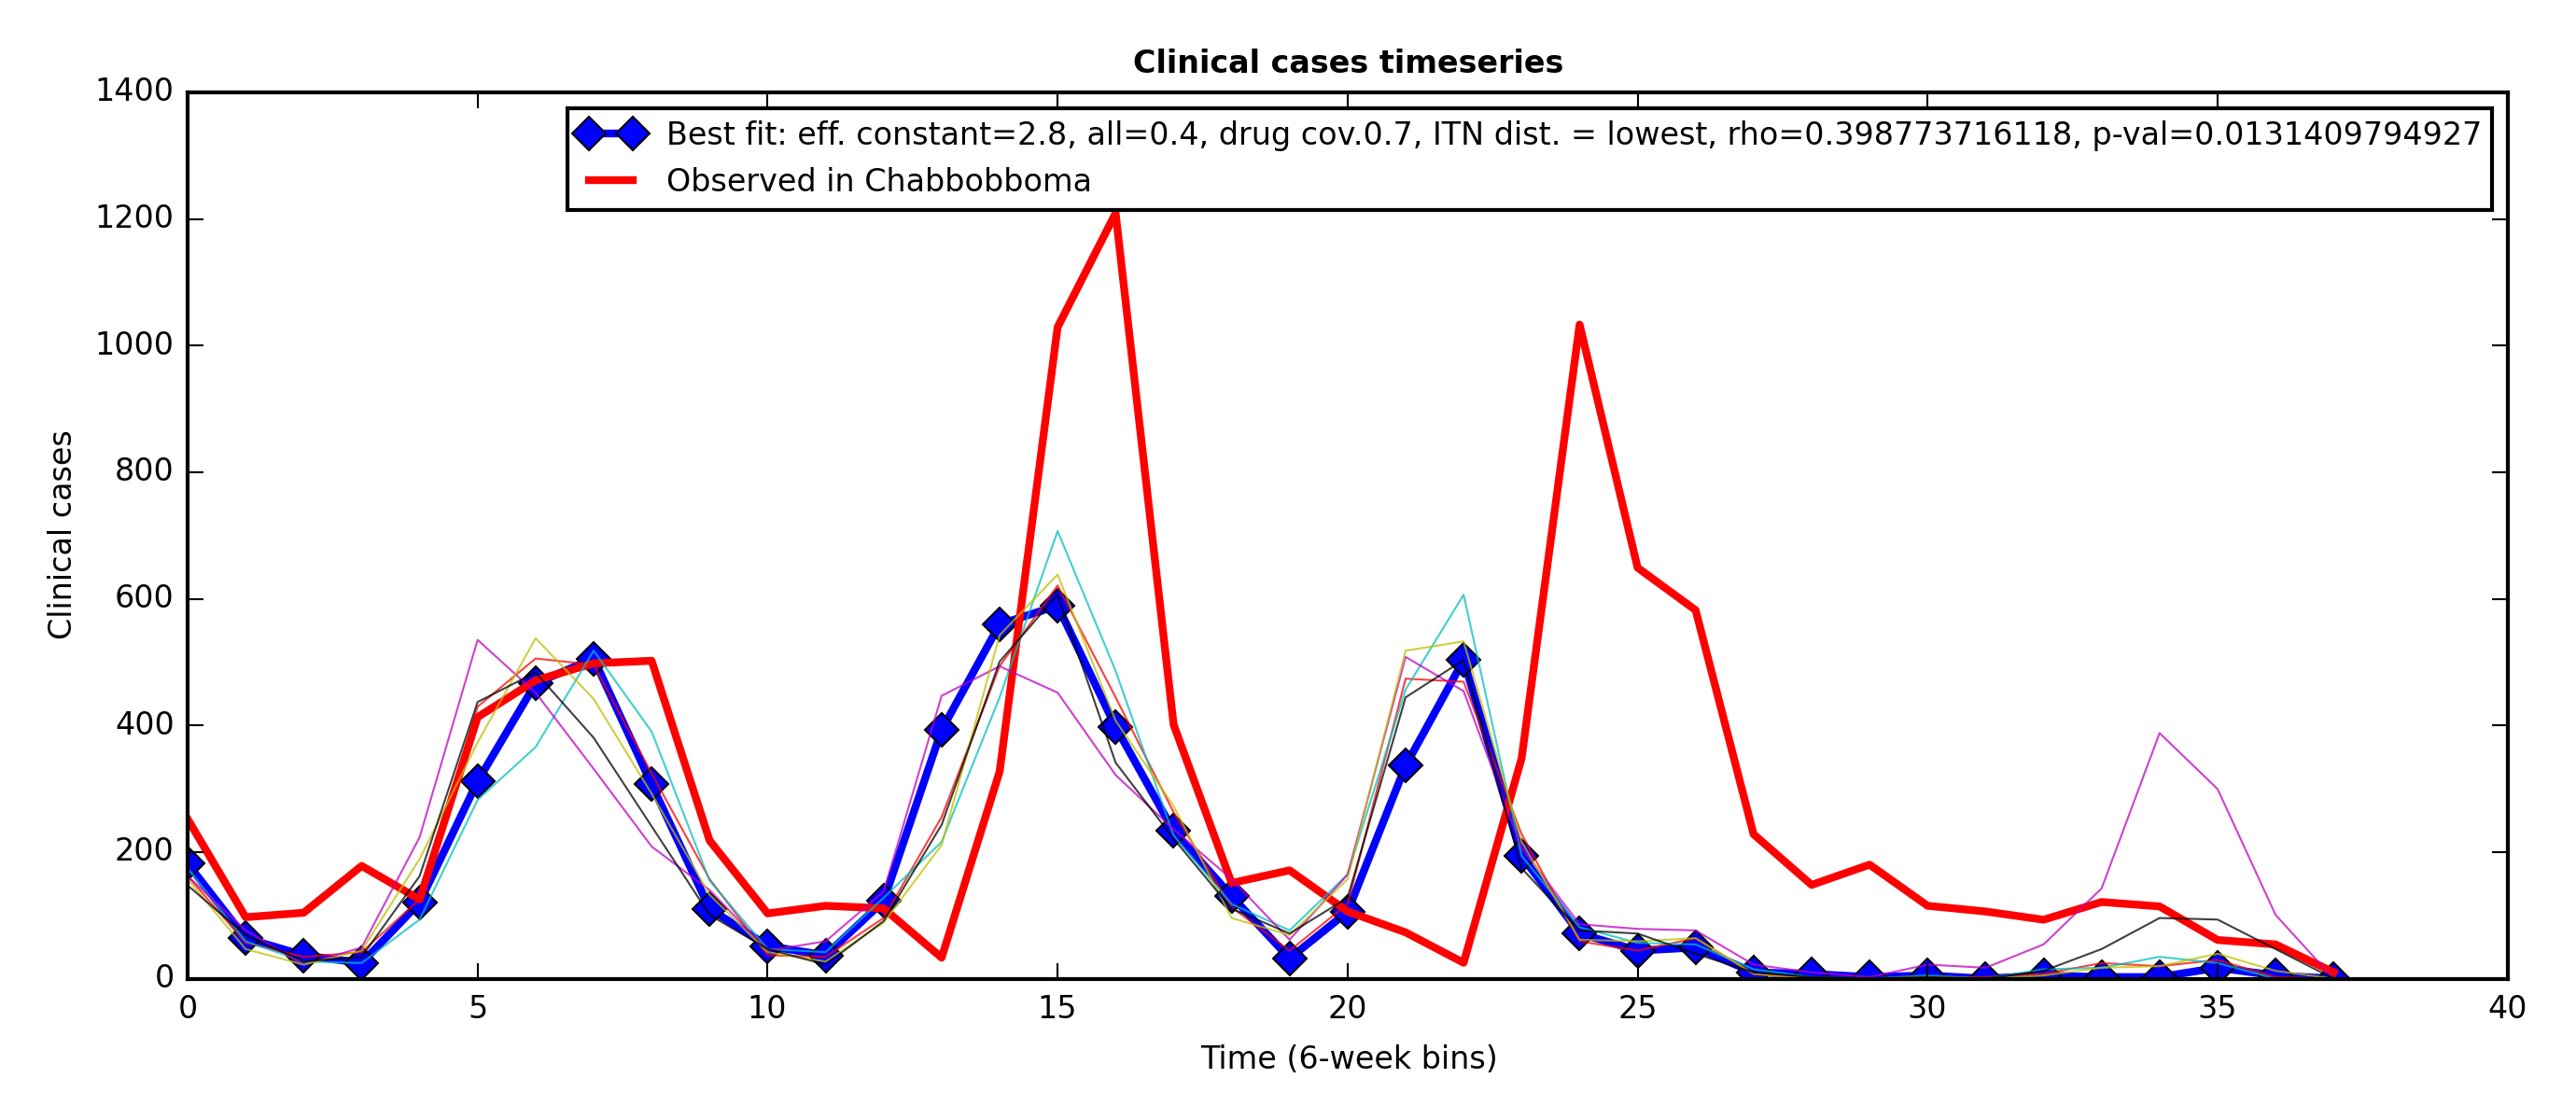 Clinical cases timeseries
1400
1200
1000
800
600
400
200
0
Clinical cases
Best fit: eff. constant=2.8, all=0.4, drug cov.0.7, ITN dist. = lowest, rho=0.398773716118, p-val=0.0131409794927
Observed in Chabbobboma
0 5 10 15 20 25 30 35 40
Time (6-week bins)